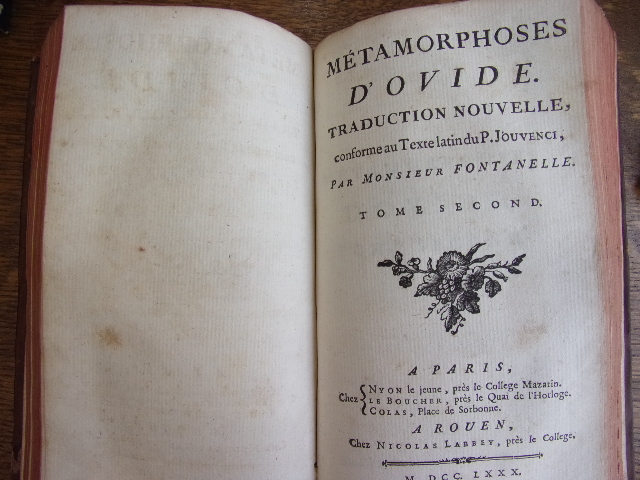 MÉTAMORPHOSES
D'OVIDE.
TRADUCTION NOUVELLE,
conforme au Texte latin du P. JOUVENCI,
PAR MONSIEUR FONTANELLE.
TOME SECOND.
A PARIS,
Chez { NYON le jeune, près le College Mazarin.
LE BOUCHER, près le Quai de l'Horloge.
COLAS, Place de Sorbonne.
A ROUEN,
Chez NICOLAS LABBEY, près le College.
M. DCC. LXXX.